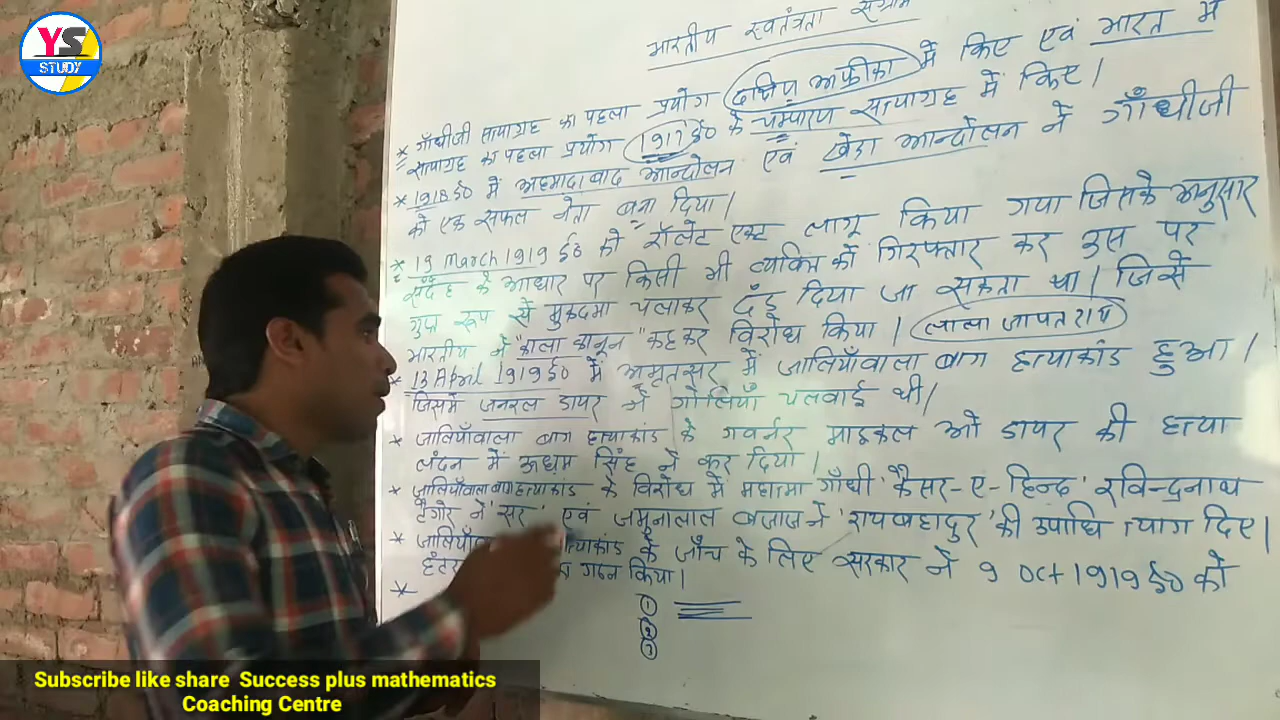 YS
STUDY
भारतीय स्वतंत्रता संग्राम
* गाँधीजी सत्याग्रह का पहला प्रयोग दक्षिण अफ्रीका में किए एवं भारत में
सत्याग्रह का पहला प्रयोग 1917 ई० के चम्पारण सत्याग्रह में किए।
* 1918 ई० में अहमदाबाद आन्दोलन एवं खेड़ा आन्दोलन ने गाँधीजी
को एक सफल नेता बना दिया।
* 19 March 1919 ई० को रॉलेट एक्ट लागू किया गया जिसके अनुसार
संदेह के आधार पर किसी भी व्यक्ति को गिरफ्तार कर उस पर
गुप्त रूप से मुकदमा चलाकर दंड दिया जा सकता था। जिसे
भारतीय ने "काला कानून" कहकर विरोध किया। लाला लाजपत राय
* 13 April 1919 ई० में अमृतसर में जालियाँवाला बाग हत्याकांड हुआ।
जिसमें जनरल डायर ने गोलियाँ चलवाई थी।
* जालियाँवाला बाग हत्याकांड के गवर्नर माइकल ओ डायर की हत्या
लंदन में ऊधम सिंह ने कर दिया।
* जालियाँवाला बाग हत्याकांड के विरोध में महात्मा गाँधी 'कैसर-ए-हिन्द' रविन्द्रनाथ
टैगोर ने 'सर' एवं जमुनालाल बजाज ने 'रायबहादुर' की उपाधि त्याग दिए।
* जालियाँवा हत्याकांड के जाँच के लिए सरकार ने 9 Oct 1919 ई० को
हंटर गठन किया।
*
1
2
3
Subscribe like share Success plus mathematics
Coaching Centre